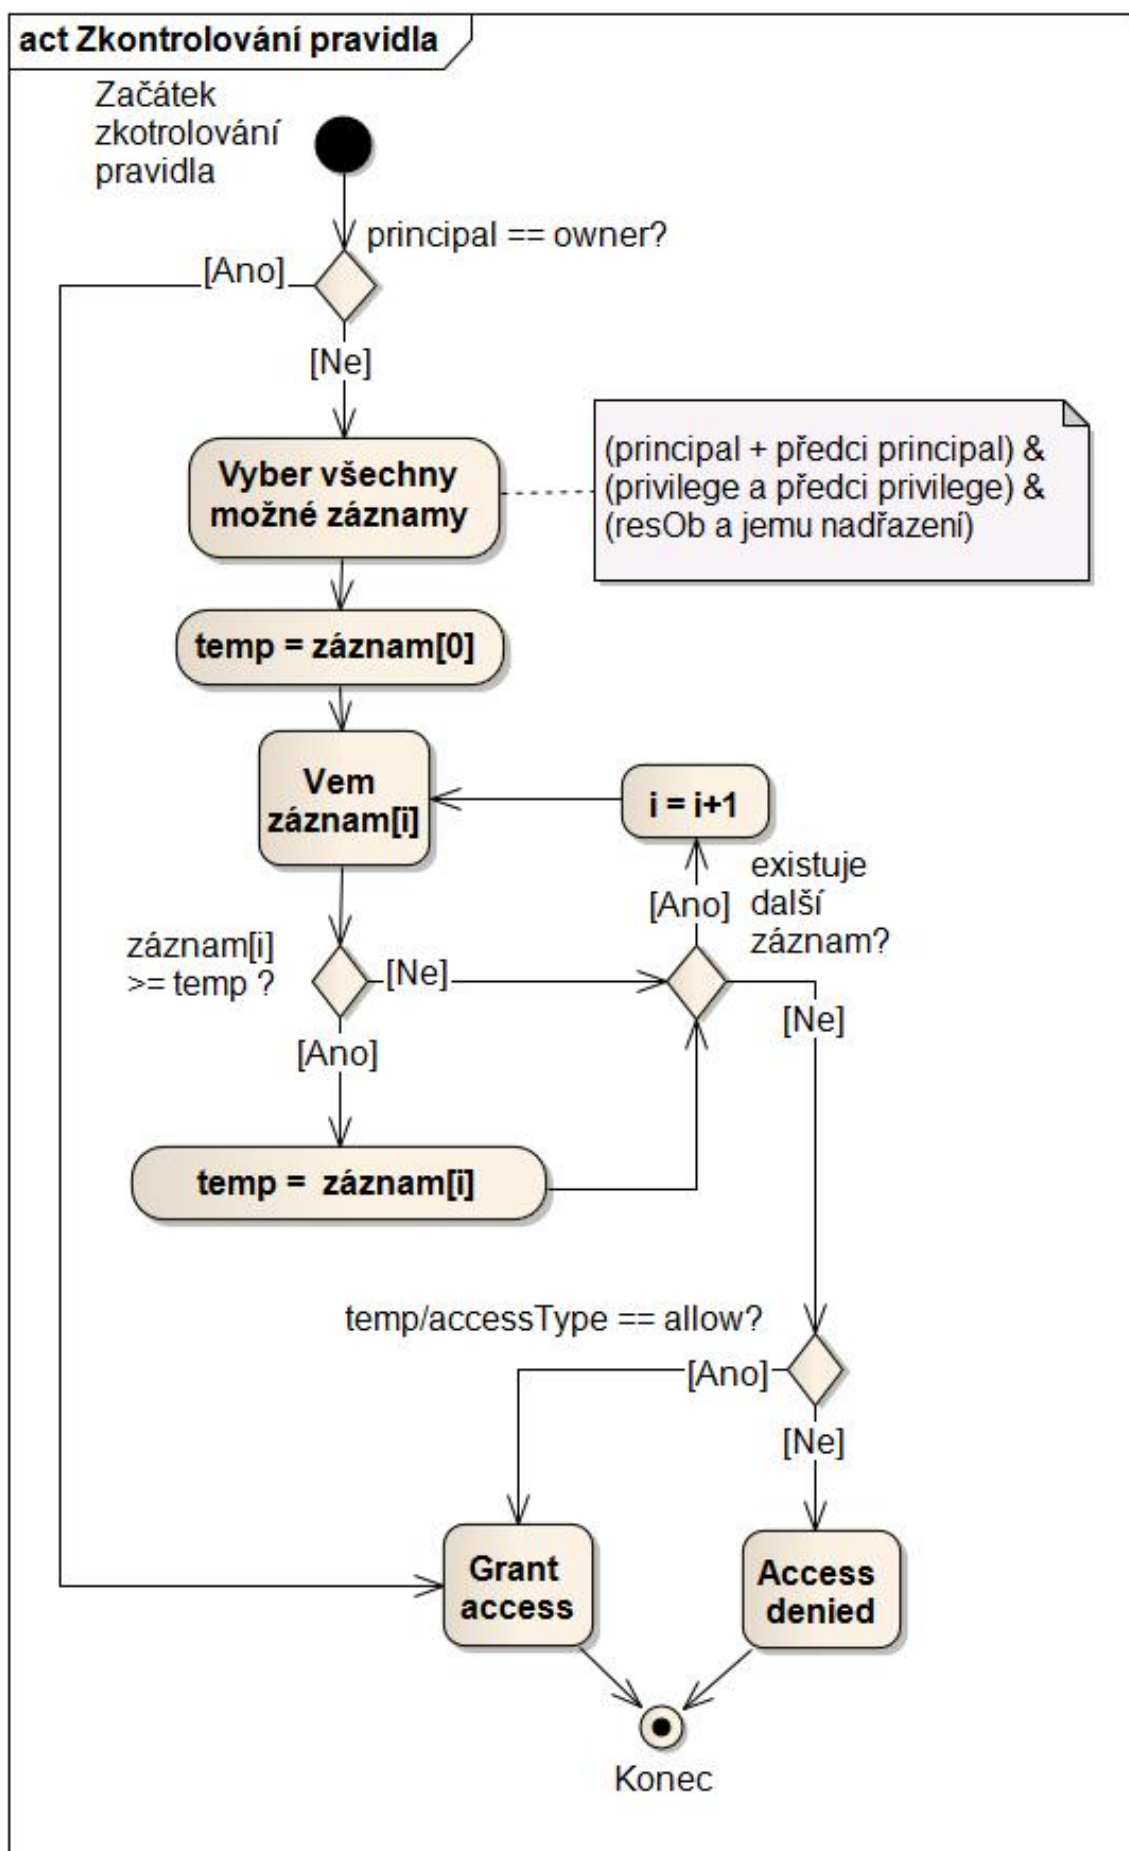 act Zkontrolování pravidla
Začátek
zkotrolování
pravidla
principal == owner?
[Ano]
[Ne]
Vyber všechny
možné záznamy
(principal + předci principal) &
(privilege a předci privilege) &
(resOb a jemu nadřazení)
temp = záznam[0]
Vem
záznam[i]
i = i+1
existuje
další
záznam?
[Ano]
záznam[i]
>= temp ?
[Ne]
[Ne]
[Ano]
temp = záznam[i]
temp/accessType == allow?
[Ano]
[Ne]
Grant
access
Access
denied
Konec